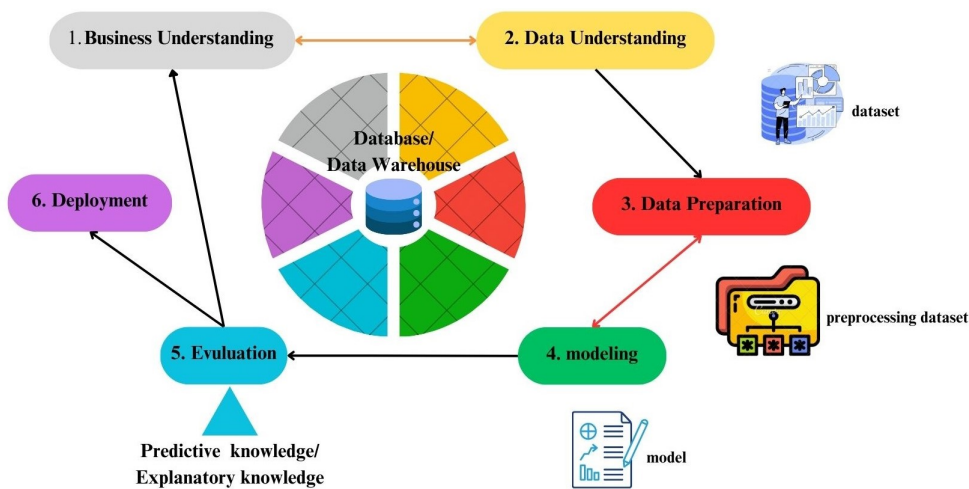 1. Business Understanding
2. Data Understanding
dataset
Database/
Data Warehouse
6. Deployment
3. Data Preparation
preprocessing dataset
5. Evuluation
4. modeling
Predictive knowledge/
Explanatory knowledge
model